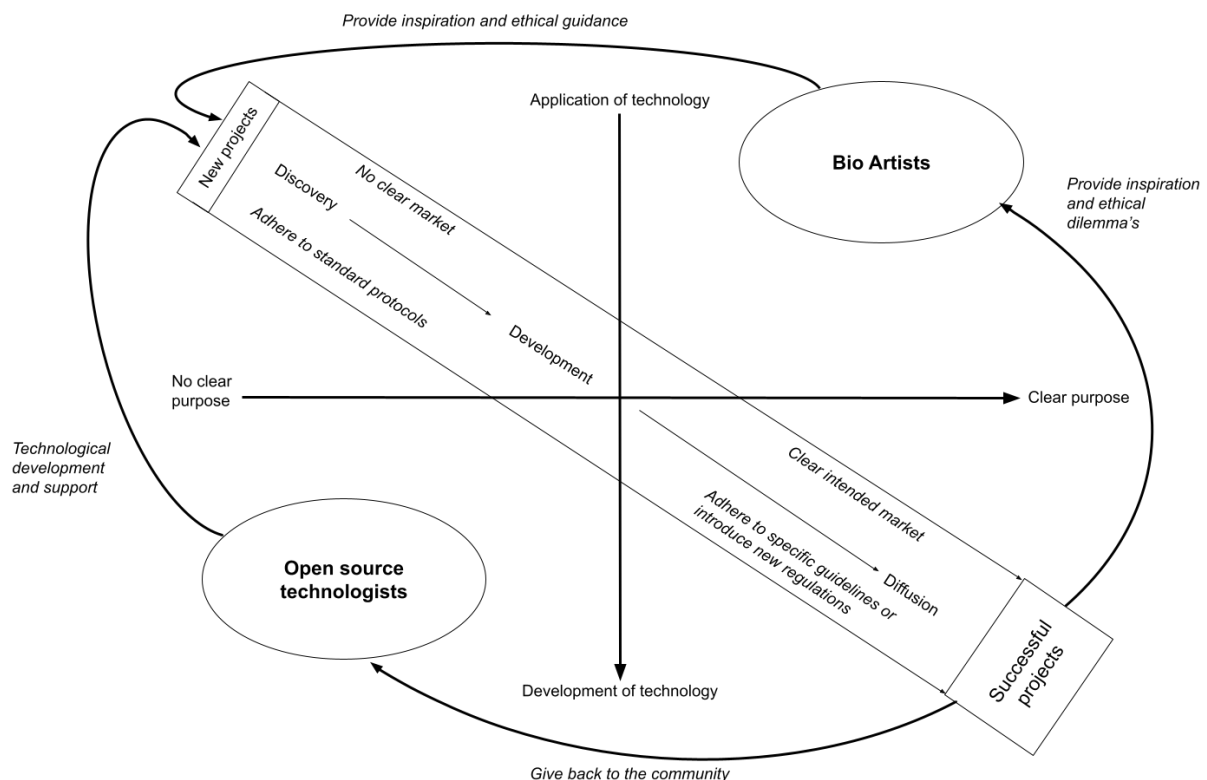 Provide inspiration and ethical guidance
Application of technology
New projects
Bio Artists
No clear market
Discovery
Adhere to standard protocols
Provide inspiration
and ethical
dilemma's
Development
No clear
purpose
Clear purpose
Technological
development
and support
Clear intended market
Adhere to specific guidelines or
introduce new regulations
Diffusion
Open source
technologists
Successful
projects
Development of technology
Give back to the community